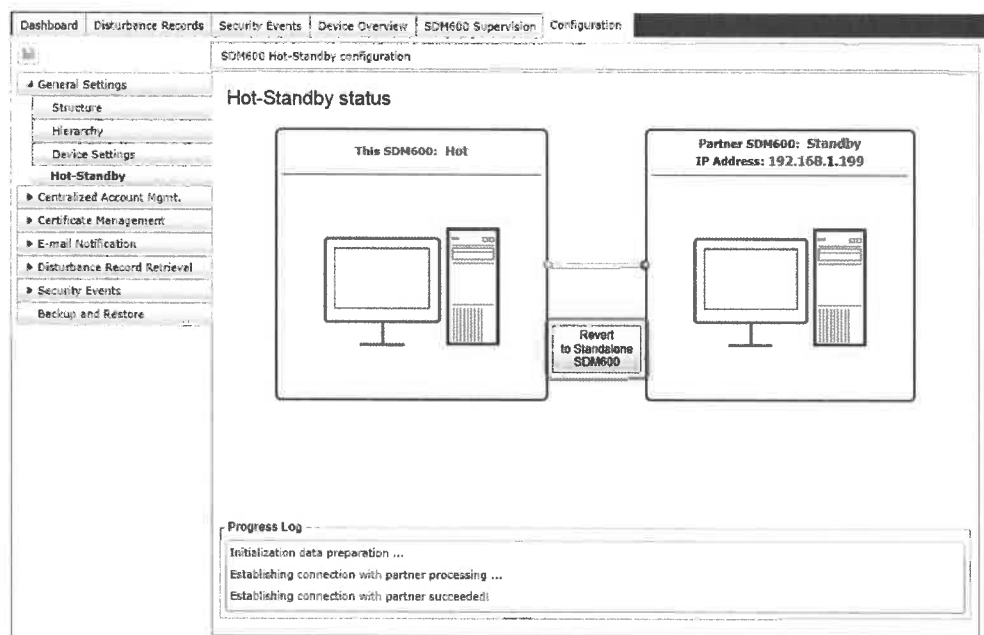 Dashboard Disturbance Records Security Events Device Overview SDM600 Supervision Configuration
SDM600 Hot-Standby configuration
General Settings
Structure
Hierarchy
Device Settings
Hot-Standby
Centralized Account Mgmt.
Certificate Management
E-mail Notification
Disturbance Record Retrieval
Security Events
Backup and Restore
Hot-Standby status
This SDM600: Hot
Partner SDM600: Standby
IP Address: 192.168.1.199
Revert
to Standalone
SDM600
Progress Log
Initialization data preparation ...
Establishing connection with partner processing ...
Establishing connection with partner succeeded!